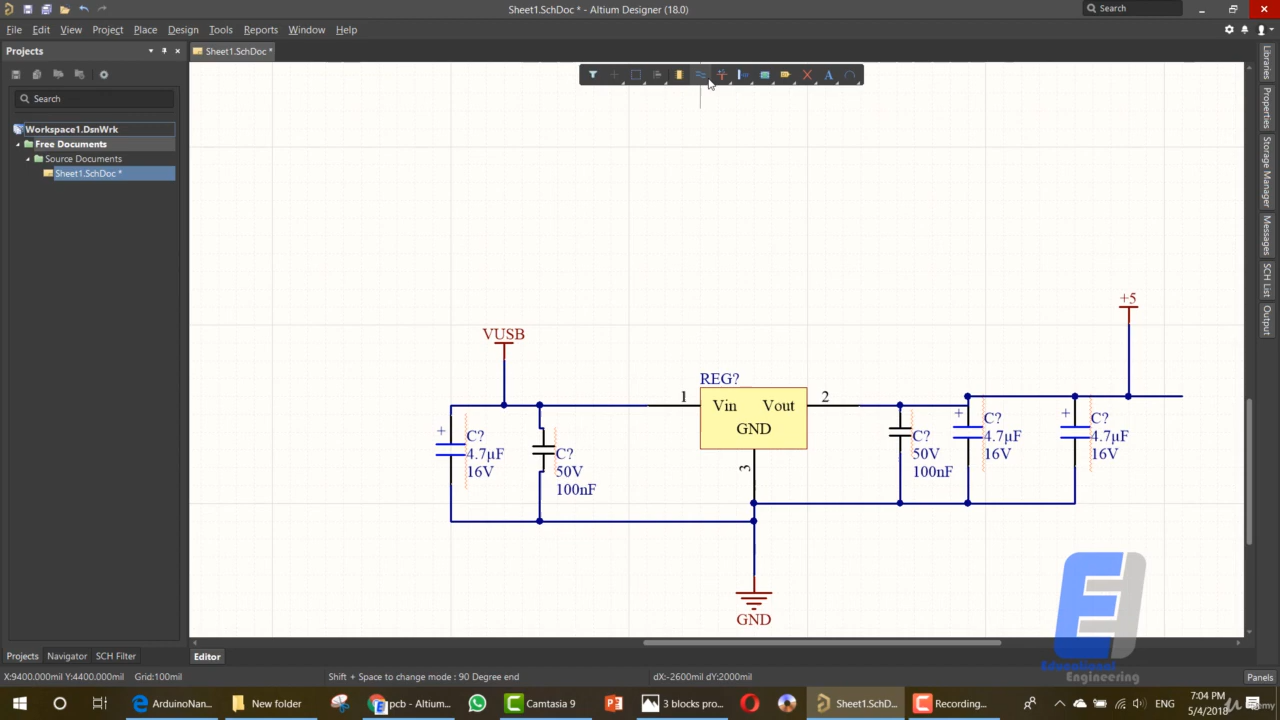 Sheet1.SchDoc * - Altium Designer (18.0)
Search
File Edit View Project Place Design Tools Reports Window Help
Projects
Sheet1.SchDoc *
Search
Workspace1.DsnWrk
Free Documents
Source Documents
Sheet1.SchDoc *
Libraries
Properties
Storage Manager
Messages
SCH List
Output
+5
VUSB
REG?
1 Vin Vout 2
GND
3
+ C?
4.7µF
16V
C?
50V
100nF
C?
50V
100nF
+ C?
4.7µF
16V
+ C?
4.7µF
16V
GND
Educational
Engineering
Projects Navigator SCH Filter
Editor
X:9400.000mil Y:4400.000mil Grid:100mil
Shift + Space to change mode : 90 Degree end
dX:-2600mil dY:2000mil
Panels
ArduinoNan...
New folder
pcb - Altium...
Camtasia 9
3 blocks pro...
Sheet1.SchD...
Recording...
ENG
7:04 PM
5/4/2018